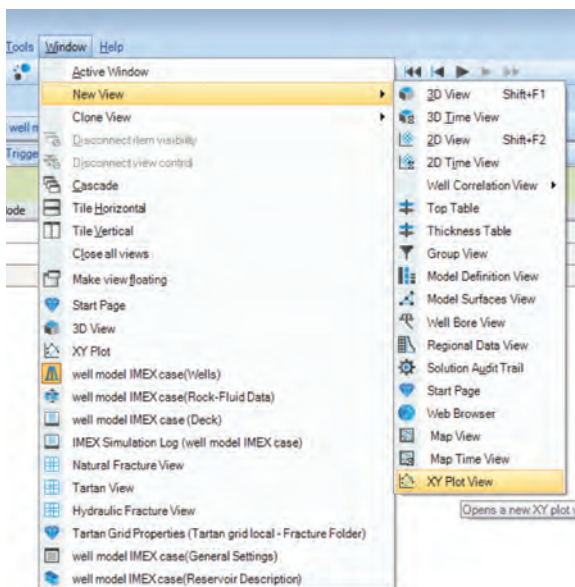 Tools Window Help
Active Window
New View
Clone View
Disconnect item visibility
Disconnect view control
Cascade
Tile Horizontal
Tile Vertical
Close all views
Make view floating
Start Page
3D View
XY Plot
well model IMEX case(Wells)
well model IMEX case(Rock-Fluid Data)
well model IMEX case (Deck)
IMEX Simulation Log (well model IMEX case)
Natural Fracture View
Tartan View
Hydraulic Fracture View
Tartan Grid Properties (Tartan grid local - Fracture Folder)
well model IMEX case(General Settings)
well model IMEX case(Reservoir Description)
well m
Trigge
ode
3D View Shift+F1
3D Time View
2D View Shift+F2
2D Time View
Well Correlation View
Top Table
Thickness Table
Group View
Model Definition View
Model Surfaces View
Well Bore View
Regional Data View
Solution Audit Trail
Start Page
Web Browser
Map View
Map Time View
XY Plot View
Opens a new XY plot v